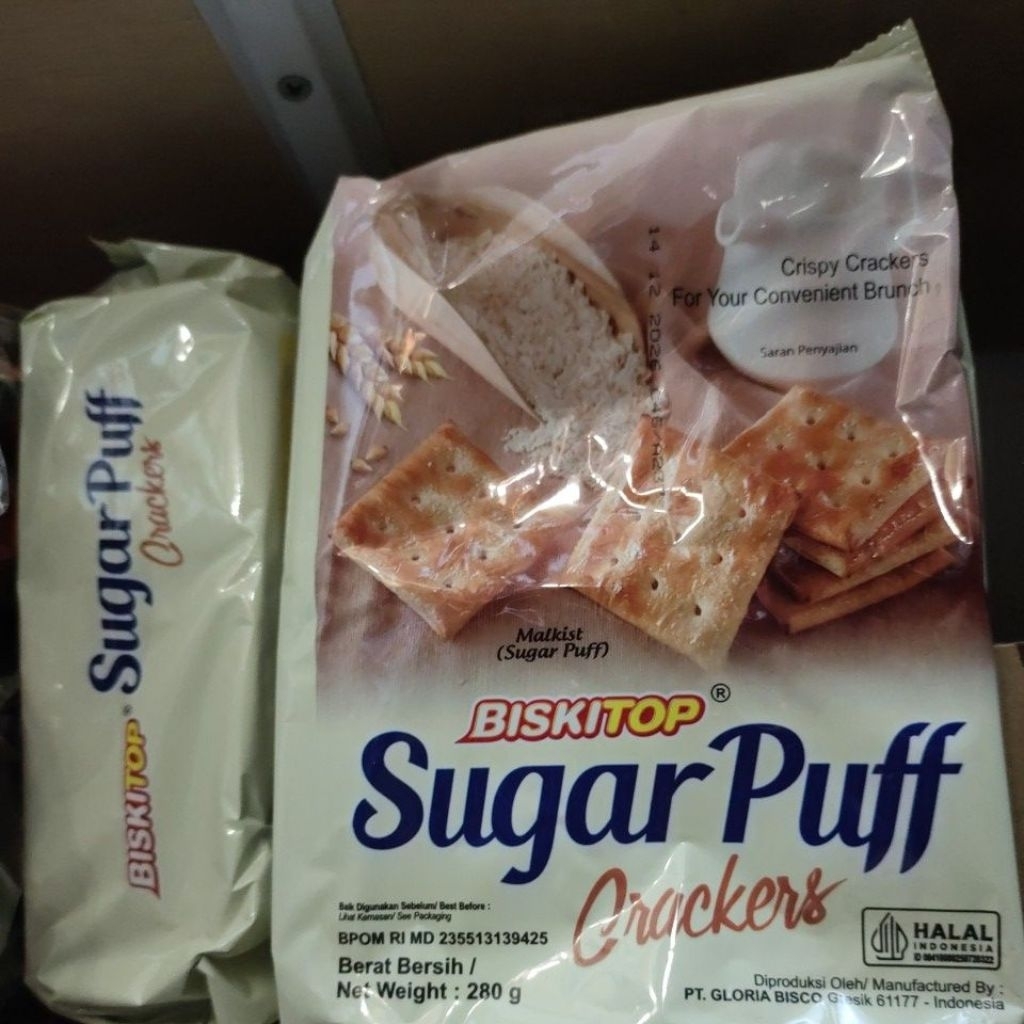 Sugar Puff
Crackers
BISKITOP®
14 12 2026
Crispy Crackers
For Your Convenient Brunch
Saran Penyajian
Malkist
(Sugar Puff)
BISKITOP®
Sugar Puff
Crackers
Baik Digunakan Sebelum/ Best Before :
Lihat Kemasan/ See Packaging
BPOM RI MD 235513139425
Berat Bersih /
Net Weight : 280 g
HALAL
INDONESIA
Diproduksi Oleh/ Manufactured By :
PT. GLORIA BISCO Gresik 61177 - Indonesia